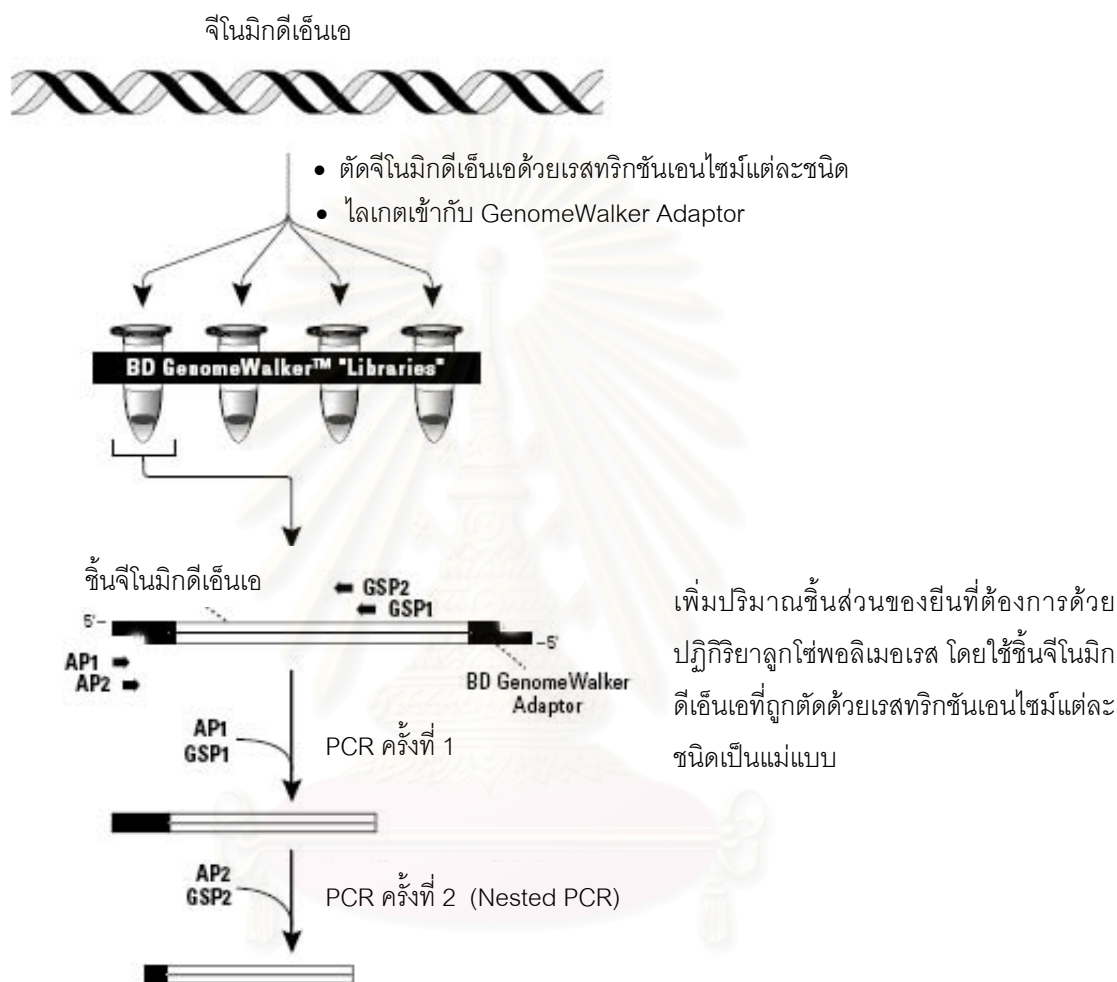 จีโนมิกดีเอ็นเอ
• ตัดจีโนมิกดีเอ็นเอด้วยเรสทริกชันเอนไซม์แต่ละชนิด
• ไลเกตเข้ากับ GenomeWalker Adaptor
BD GenomeWalker™ "Libraries"
ชิ้นจีโนมิกดีเอ็นเอ
GSP2
GSP1
5'–
–5'
AP1
AP2
BD GenomeWalker
Adaptor
เพิ่มปริมาณชิ้นส่วนของยีนที่ต้องการด้วย
ปฏิกิริยาลูกโซ่พอลิเมอเรส โดยใช้ชิ้นจีโนมิก
ดีเอ็นเอที่ถูกตัดด้วยเรสทริกชันเอนไซม์แต่ละ
ชนิดเป็นแม่แบบ
AP1
GSP1
PCR ครั้งที่ 1
AP2
GSP2
PCR ครั้งที่ 2 (Nested PCR)